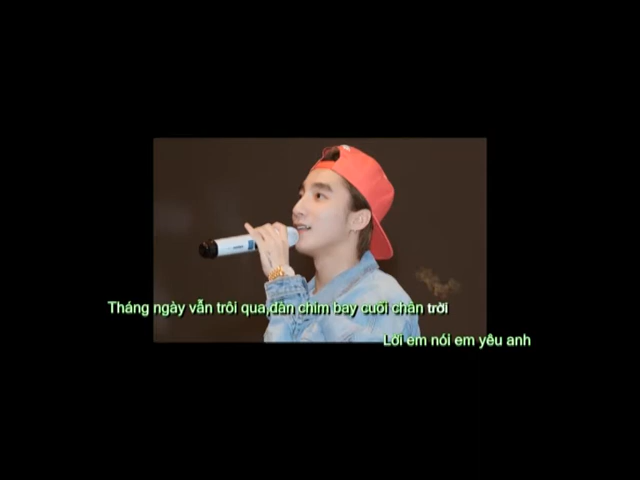 Tháng ngày vẫn trôi qua,đàn chim bay cuối chân trời
Lời em nói em yêu anh